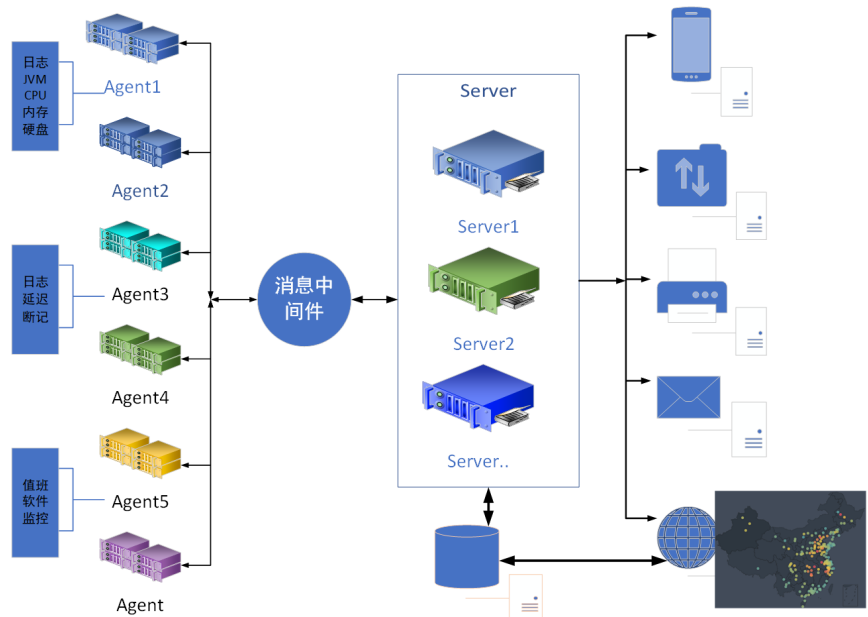 日志
JVM
CPU
内存
硬盘
Agent1
Agent2
日志
延迟
断记
Agent3
Agent4
值班
软件
监控
Agent5
Agent
消息中
间件
Server
Server1
Server2
Server..